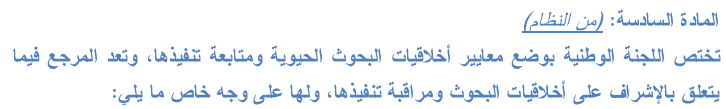 المادة السادسة: (من النظام)
تختص اللجنة الوطنية بوضع معايير أخلاقيات البحوث الحيوية ومتابعة تنفيذها، وتعد المرجع فيما
يتعلق بالإشراف على أخلاقيات البحوث ومراقبة تنفيذها، ولها على وجه خاص ما يلي: